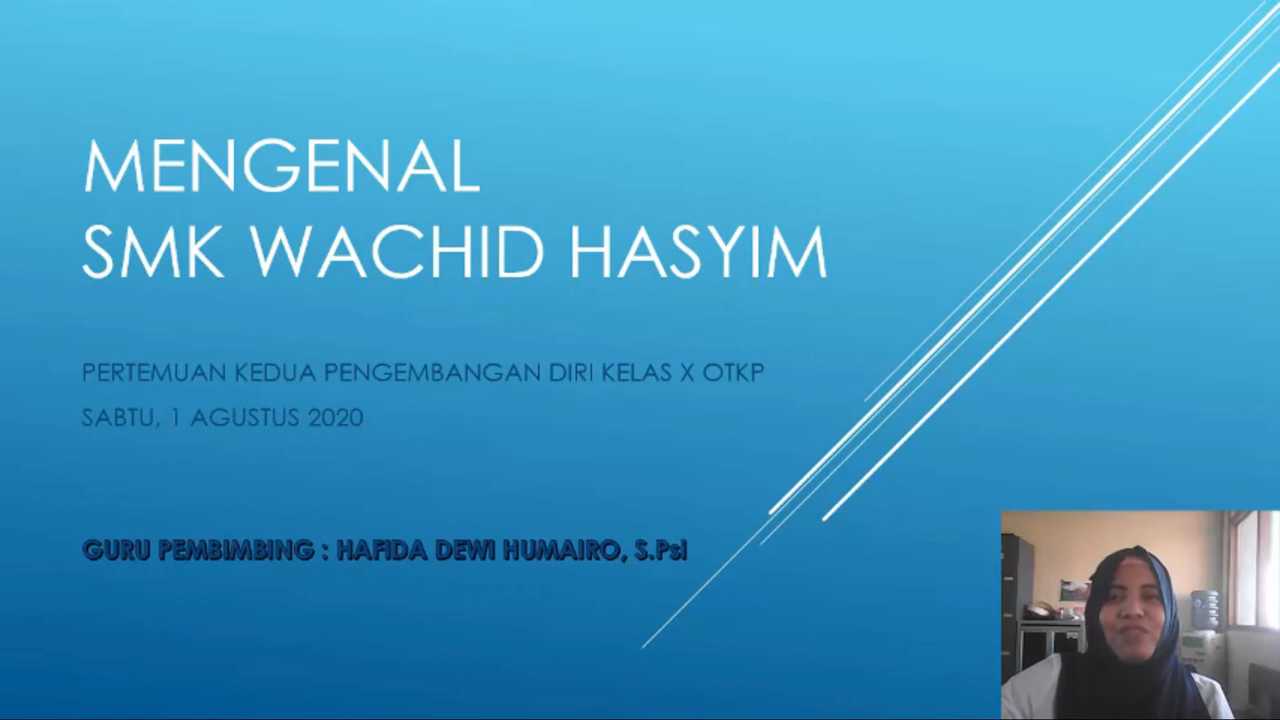 MENGENAL
SMK WACHID HASYIM
PERTEMUAN KEDUA PENGEMBANGAN DIRI KELAS X OTKP
SABTU, 1 AGUSTUS 2020
GURU PEMBIMBING : HAFIDA DEWI HUMAIRO, S.Psi